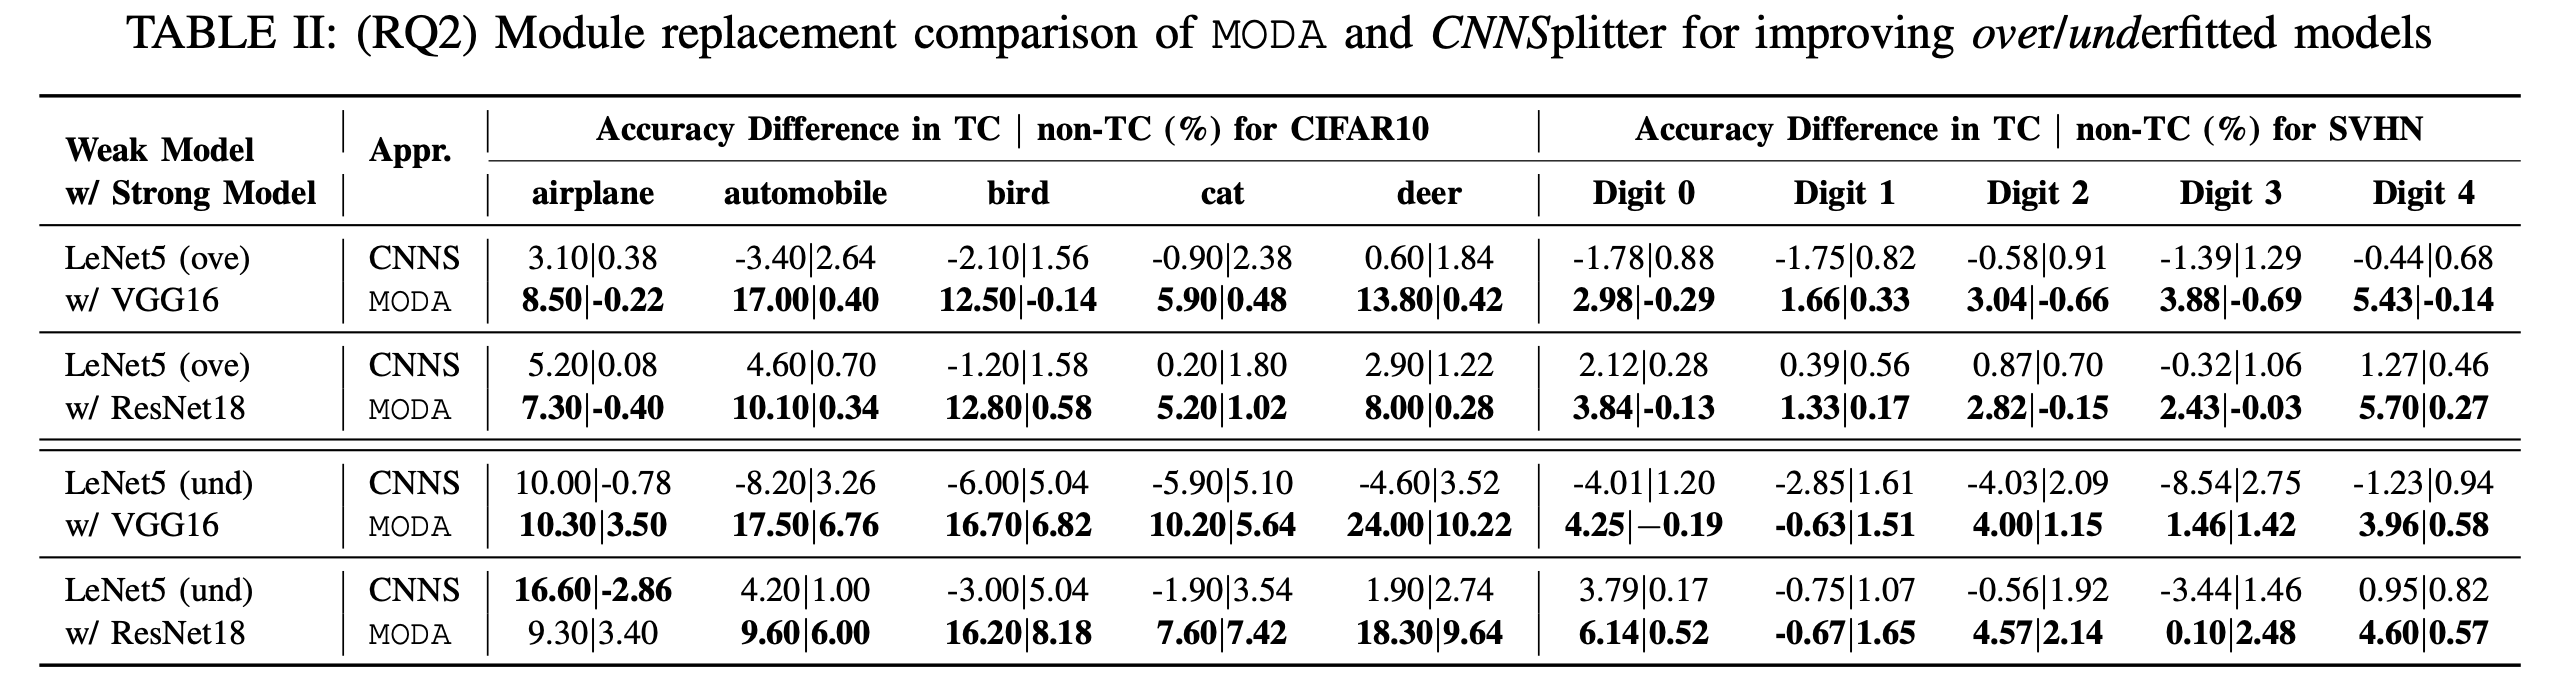 TABLE II: (RQ2) Module replacement comparison of MODA and CNNSplitter for improving over/underfitted models
Weak Model w/ Strong Model | Appr. | Accuracy Difference in TC | non-TC (%) for CIFAR10 | Accuracy Difference in TC | non-TC (%) for SVHN
airplane automobile bird cat deer Digit 0 Digit 1 Digit 2 Digit 3 Digit 4
LeNet5 (ove) CNNS 3.10|0.38 -3.40|2.64 -2.10|1.56 -0.90|2.38 0.60|1.84 -1.78|0.88 -1.75|0.82 -0.58|0.91 -1.39|1.29 -0.44|0.68
w/ VGG16 MODA 8.50|-0.22 17.00|0.40 12.50|-0.14 5.90|0.48 13.80|0.42 2.98|-0.29 1.66|0.33 3.04|-0.66 3.88|-0.69 5.43|-0.14
LeNet5 (ove) CNNS 5.20|0.08 4.60|0.70 -1.20|1.58 0.20|1.80 2.90|1.22 2.12|0.28 0.39|0.56 0.87|0.70 -0.32|1.06 1.27|0.46
w/ ResNet18 MODA 7.30|-0.40 10.10|0.34 12.80|0.58 5.20|1.02 8.00|0.28 3.84|-0.13 1.33|0.17 2.82|-0.15 2.43|-0.03 5.70|0.27
LeNet5 (und) CNNS 10.00|-0.78 -8.20|3.26 -6.00|5.04 -5.90|5.10 -4.60|3.52 -4.01|1.20 -2.85|1.61 -4.03|2.09 -8.54|2.75 -1.23|0.94
w/ VGG16 MODA 10.30|3.50 17.50|6.76 16.70|6.82 10.20|5.64 24.00|10.22 4.25|−0.19 -0.63|1.51 4.00|1.15 1.46|1.42 3.96|0.58
LeNet5 (und) CNNS 16.60|-2.86 4.20|1.00 -3.00|5.04 -1.90|3.54 1.90|2.74 3.79|0.17 -0.75|1.07 -0.56|1.92 -3.44|1.46 0.95|0.82
w/ ResNet18 MODA 9.30|3.40 9.60|6.00 16.20|8.18 7.60|7.42 18.30|9.64 6.14|0.52 -0.67|1.65 4.57|2.14 0.10|2.48 4.60|0.57